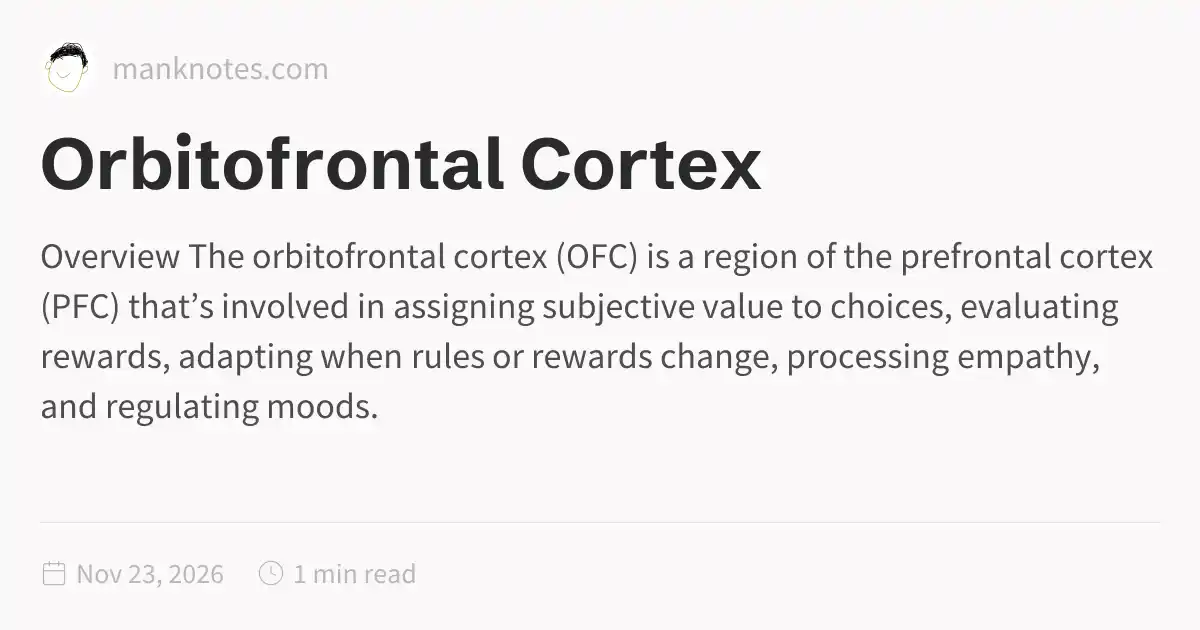 manknotes.com
Orbitofrontal Cortex
Overview The orbitofrontal cortex (OFC) is a region of the prefrontal cortex
(PFC) that’s involved in assigning subjective value to choices, evaluating
rewards, adapting when rules or rewards change, processing empathy,
and regulating moods.
Nov 23, 2026 1 min read